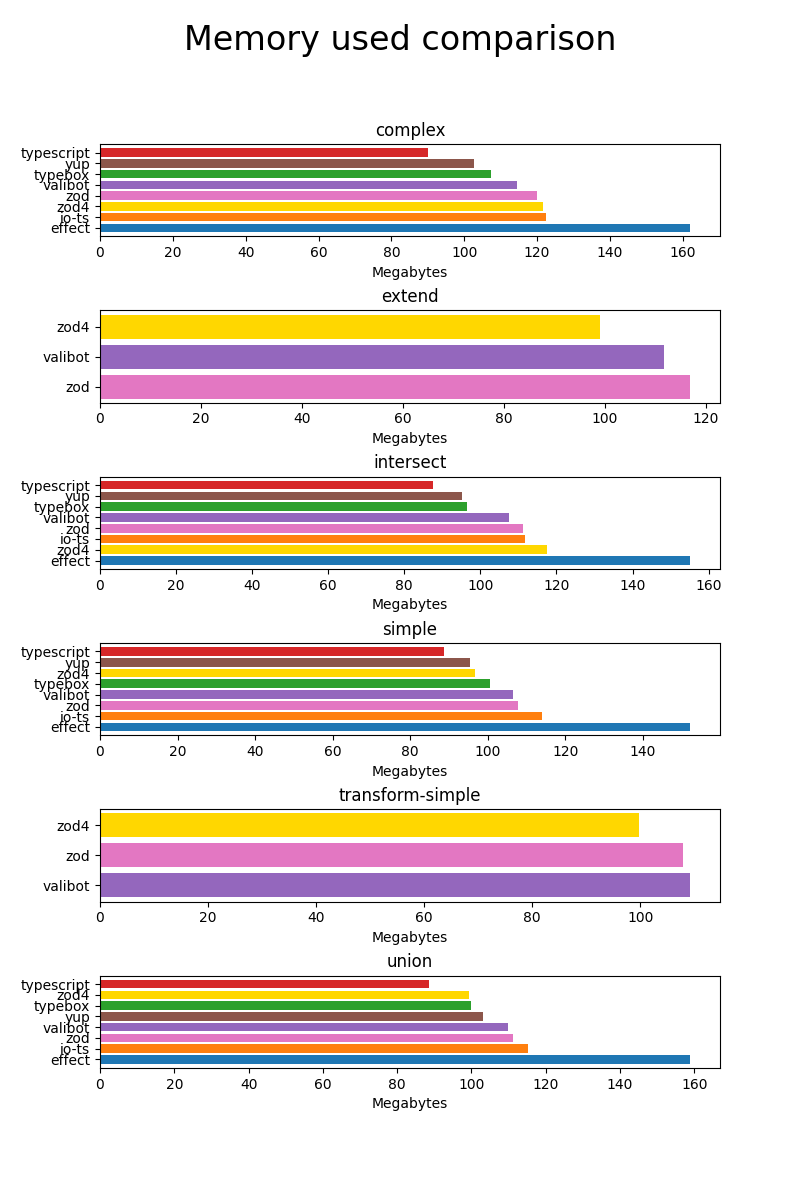 Memory used comparison
complex
typescript
yup
typebox
valibot
zod
zod4
io-ts
effect
0 20 40 60 80 100 120 140 160
Megabytes
extend
zod4
valibot
zod
0 20 40 60 80 100 120
Megabytes
intersect
typescript
yup
typebox
valibot
zod
io-ts
zod4
effect
0 20 40 60 80 100 120 140 160
Megabytes
simple
typescript
yup
zod4
typebox
valibot
zod
io-ts
effect
0 20 40 60 80 100 120 140
Megabytes
transform-simple
zod4
zod
valibot
0 20 40 60 80 100
Megabytes
union
typescript
zod4
typebox
yup
valibot
zod
io-ts
effect
0 20 40 60 80 100 120 140 160
Megabytes